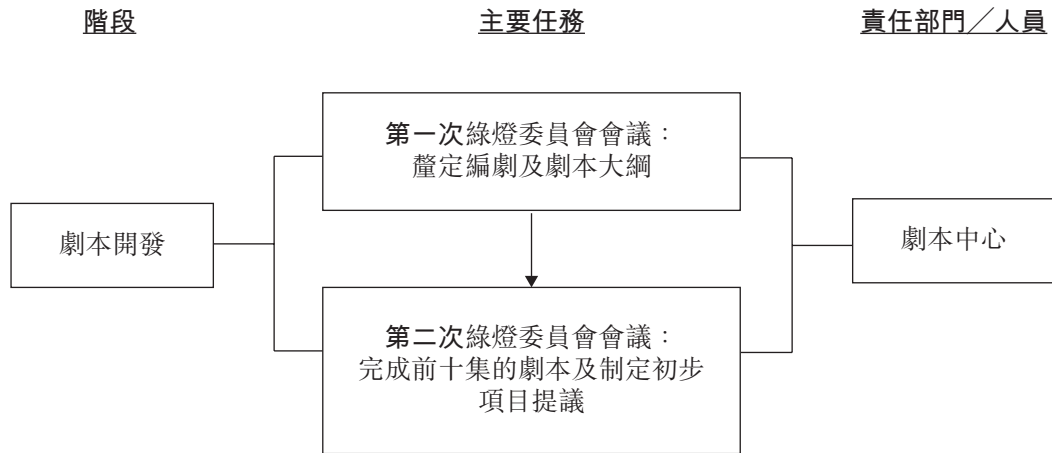 階段
主要任務
責任部門／人員
第一次綠燈委員會會議：
釐定編劇及劇本大綱
劇本開發
劇本中心
第二次綠燈委員會會議：
完成前十集的劇本及制定初步
項目提議